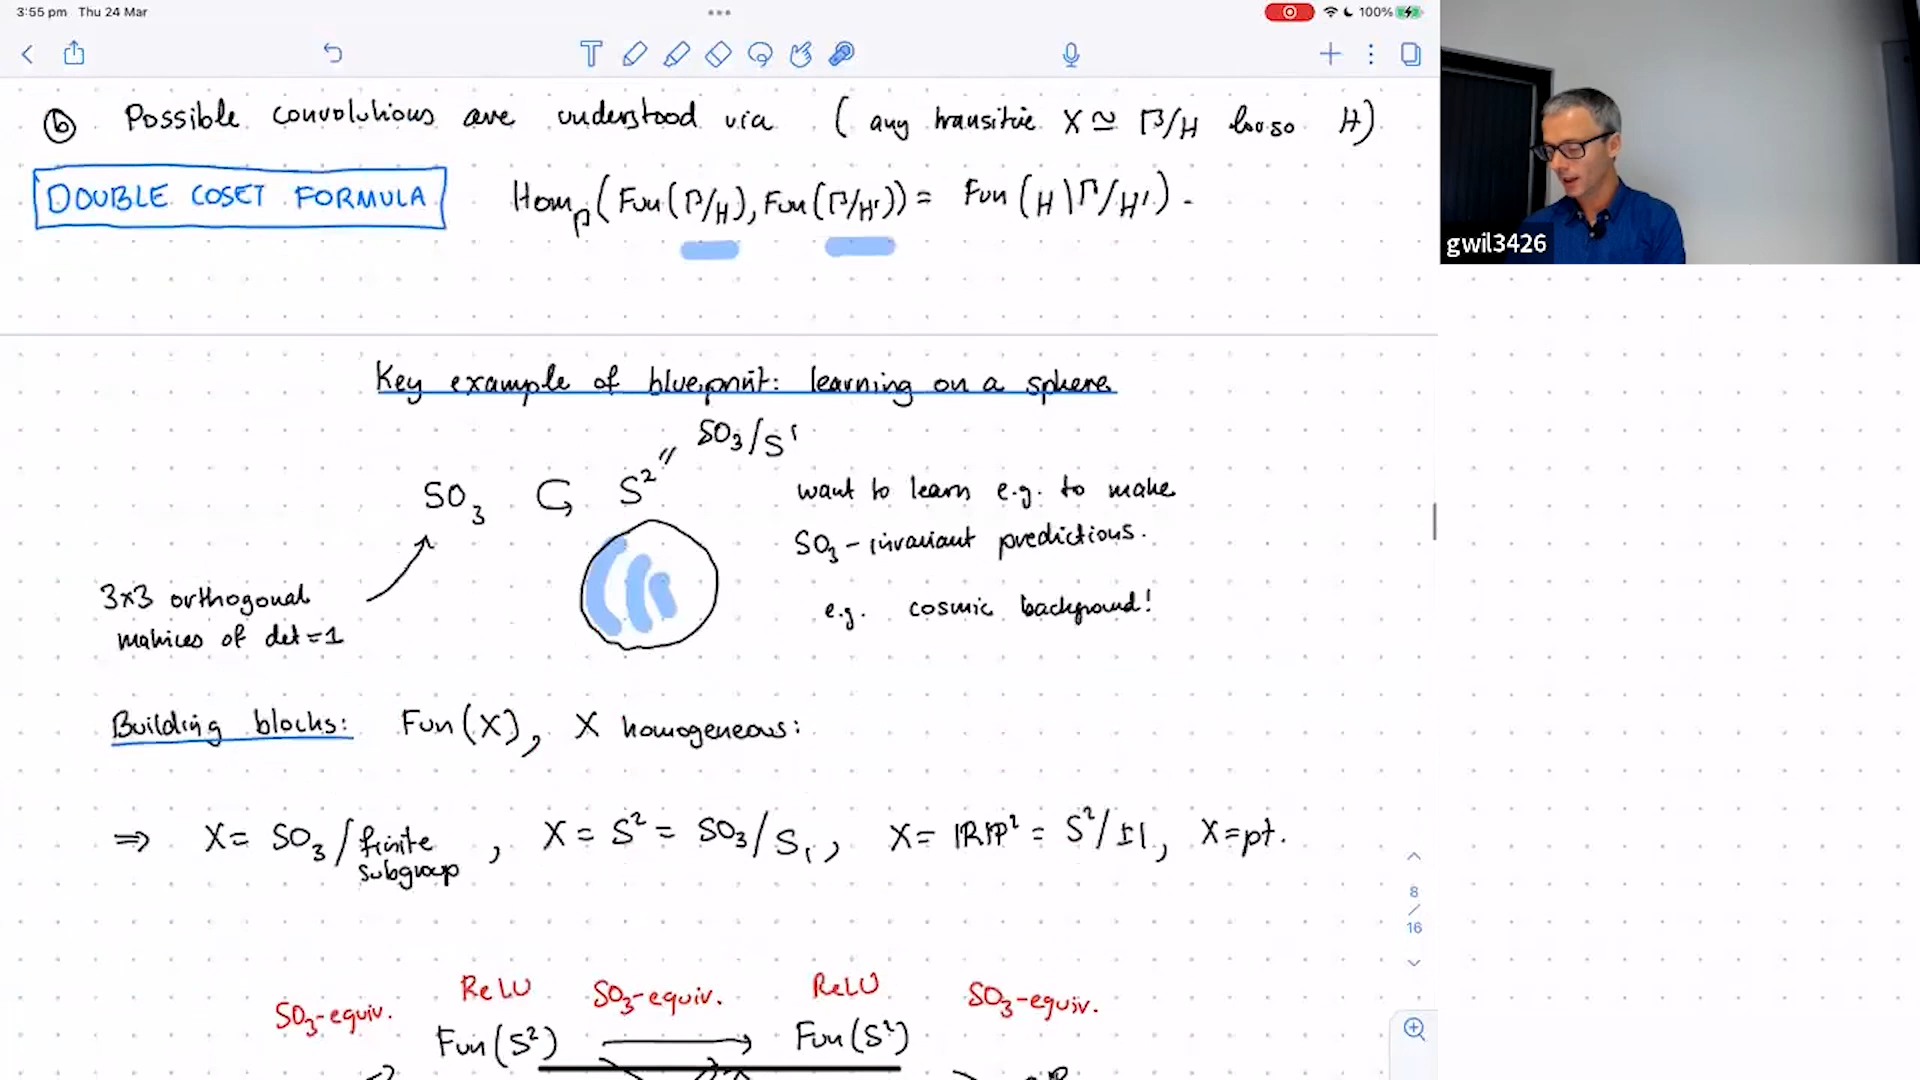 3:55 pm Thu 24 Mar
100%
ⓑ Possible convolutions are understood via (any transitive X ≅ Γ/H for so H)
DOUBLE COSET FORMULA Hom_Γ(Fun(Γ/H), Fun(Γ/H')) = Fun(H\Γ/H').
gwil3426
Key example of blueprint: learning on a sphere
SO₃/S¹
SO₃ ↺ S² =
want to learn e.g. to make
SO₃-invariant predictions.
e.g. cosmic background!
3x3 orthogonal
matrices of det=1
Building blocks: Fun(X), X homogeneous:
⇒ X = SO₃/finite subgroup, X = S² = SO₃/S₁, X = RP² = S²/±1, X=pt.
8
/
16
SO₃-equiv. ReLU SO₃-equiv. ReLU SO₃-equiv.
Fun(S²) → Fun(S²)